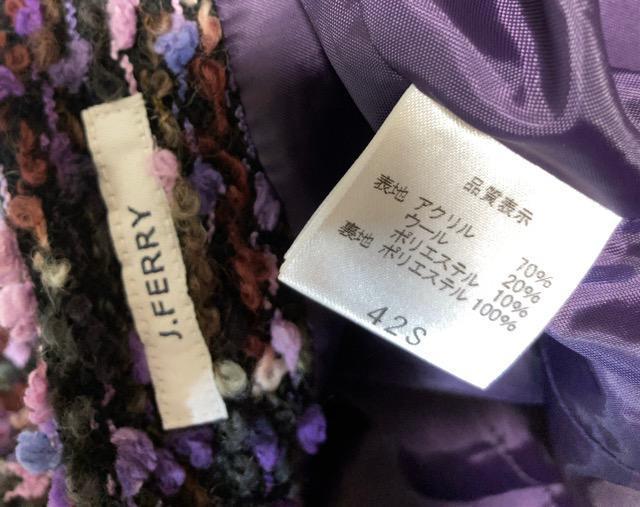 J.FERRY
品質表示
表地 アクリル 70%
ウール 20%
ポリエステル 10%
裏地 ポリエステル 100%
42S